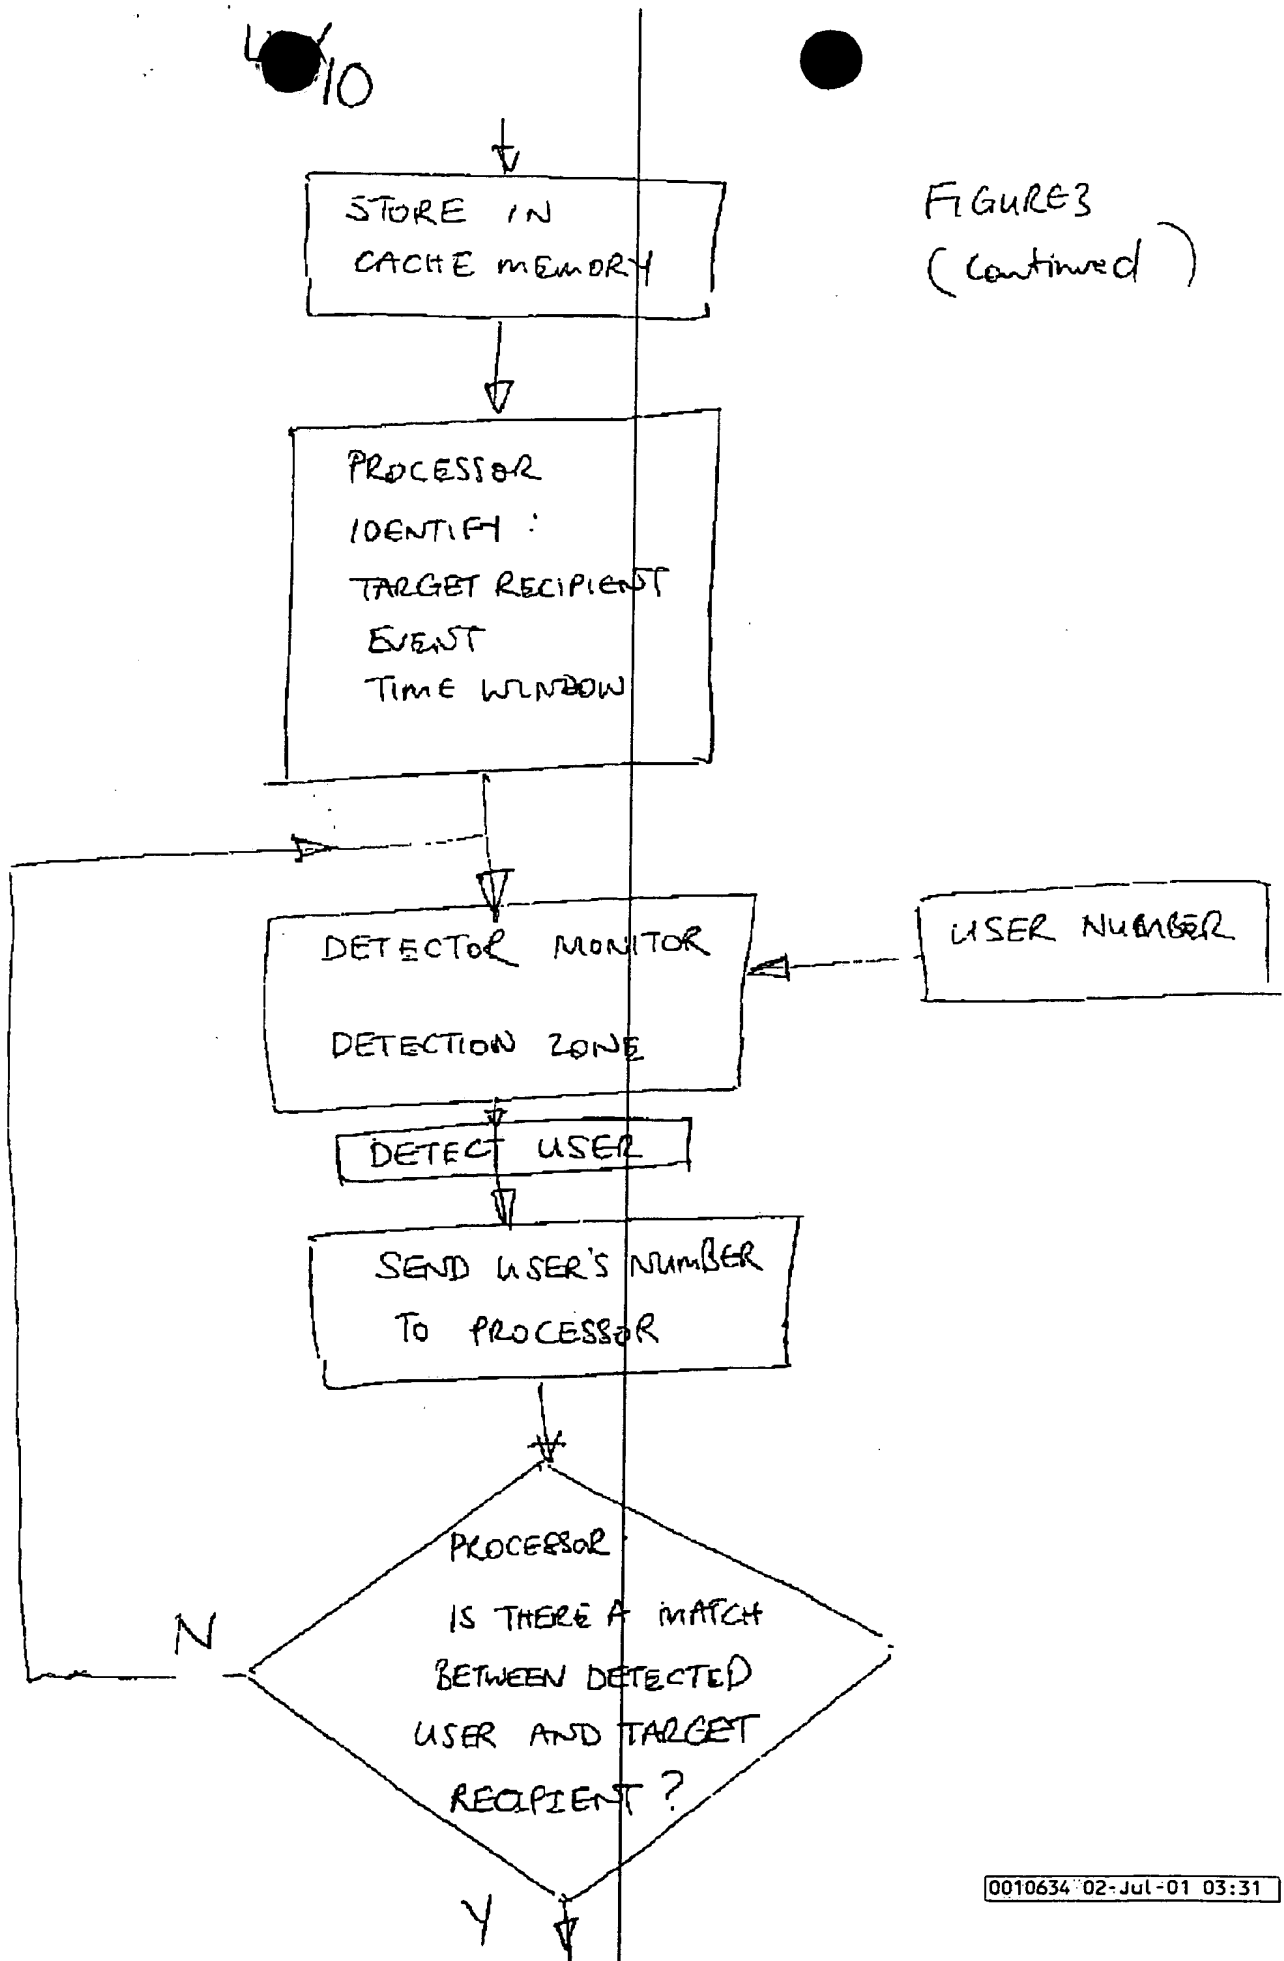 4/10
FIGURE 3
(continued)
STORE IN
CACHE MEMORY
PROCESSOR
IDENTIFY :
TARGET RECIPIENT
EVENT
TIME WINDOW
DETECTOR MONITOR
DETECTION ZONE
USER NUMBER
DETECT USER
SEND USER'S NUMBER
TO PROCESSOR
PROCESSOR
IS THERE A MATCH
BETWEEN DETECTED
USER AND TARGET
RECIPIENT ?
N
Y
0010634 02-Jul-01 03:31